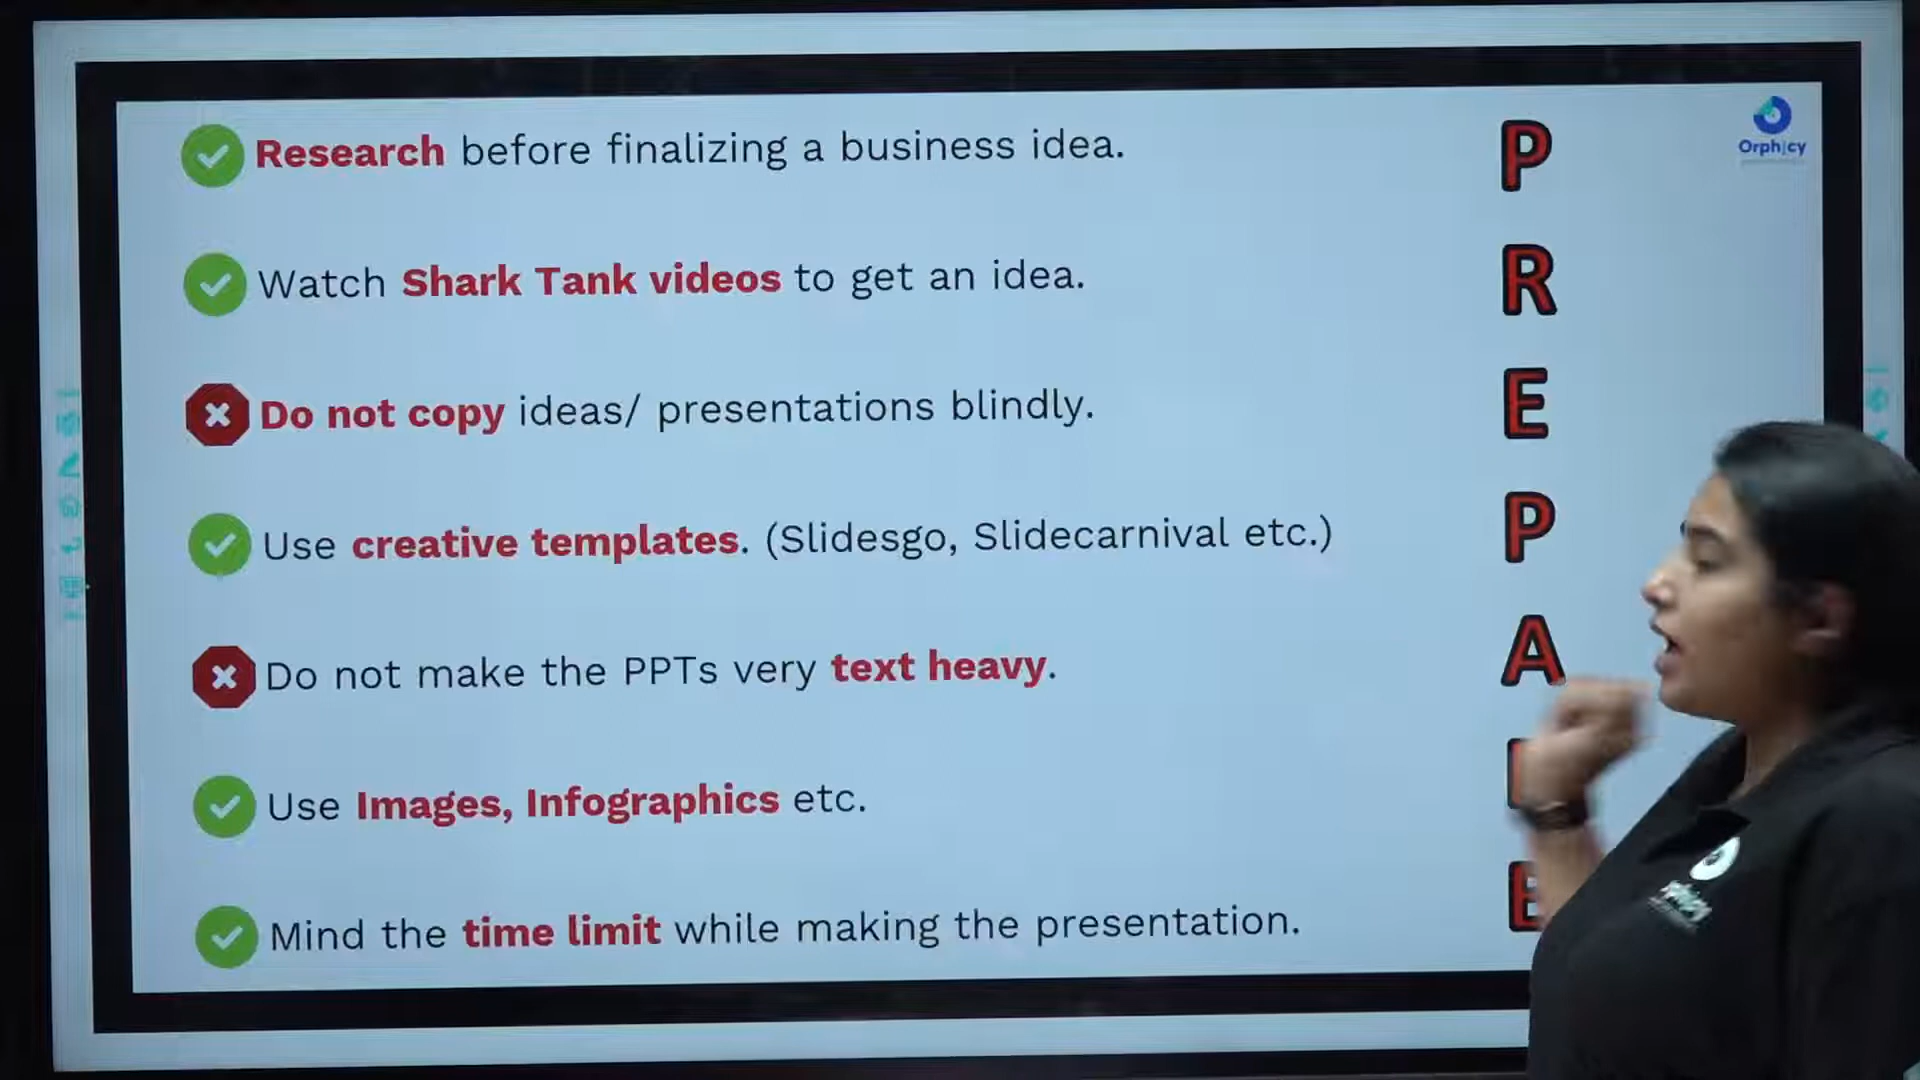 Research before finalizing a business idea.
Watch Shark Tank videos to get an idea.
Do not copy ideas/ presentations blindly.
Use creative templates. (Slidesgo, Slidecarnival etc.)
Do not make the PPTs very text heavy.
Use Images, Infographics etc.
Mind the time limit while making the presentation.
P
R
E
P
A
E
Orphicy